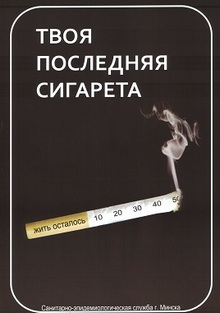 ТВОЯ
ПОСЛЕДНЯЯ
СИГАРЕТА
жить осталось 10 20 30 40 50
Санитарно-эпидемиологическая служба г. Минска